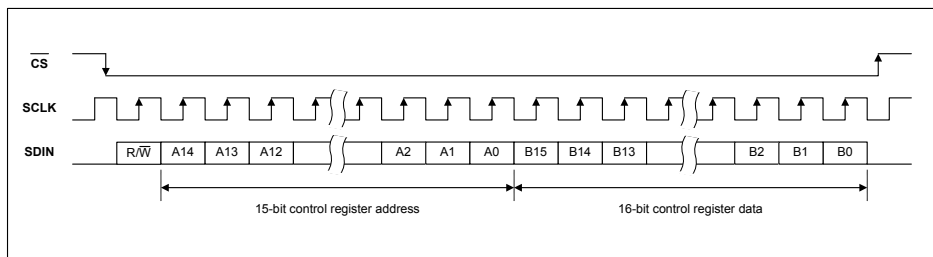 C̅S̅
SCLK
SDIN R/W̅ A14 A13 A12 A2 A1 A0 B15 B14 B13 B2 B1 B0
15-bit control register address 16-bit control register data